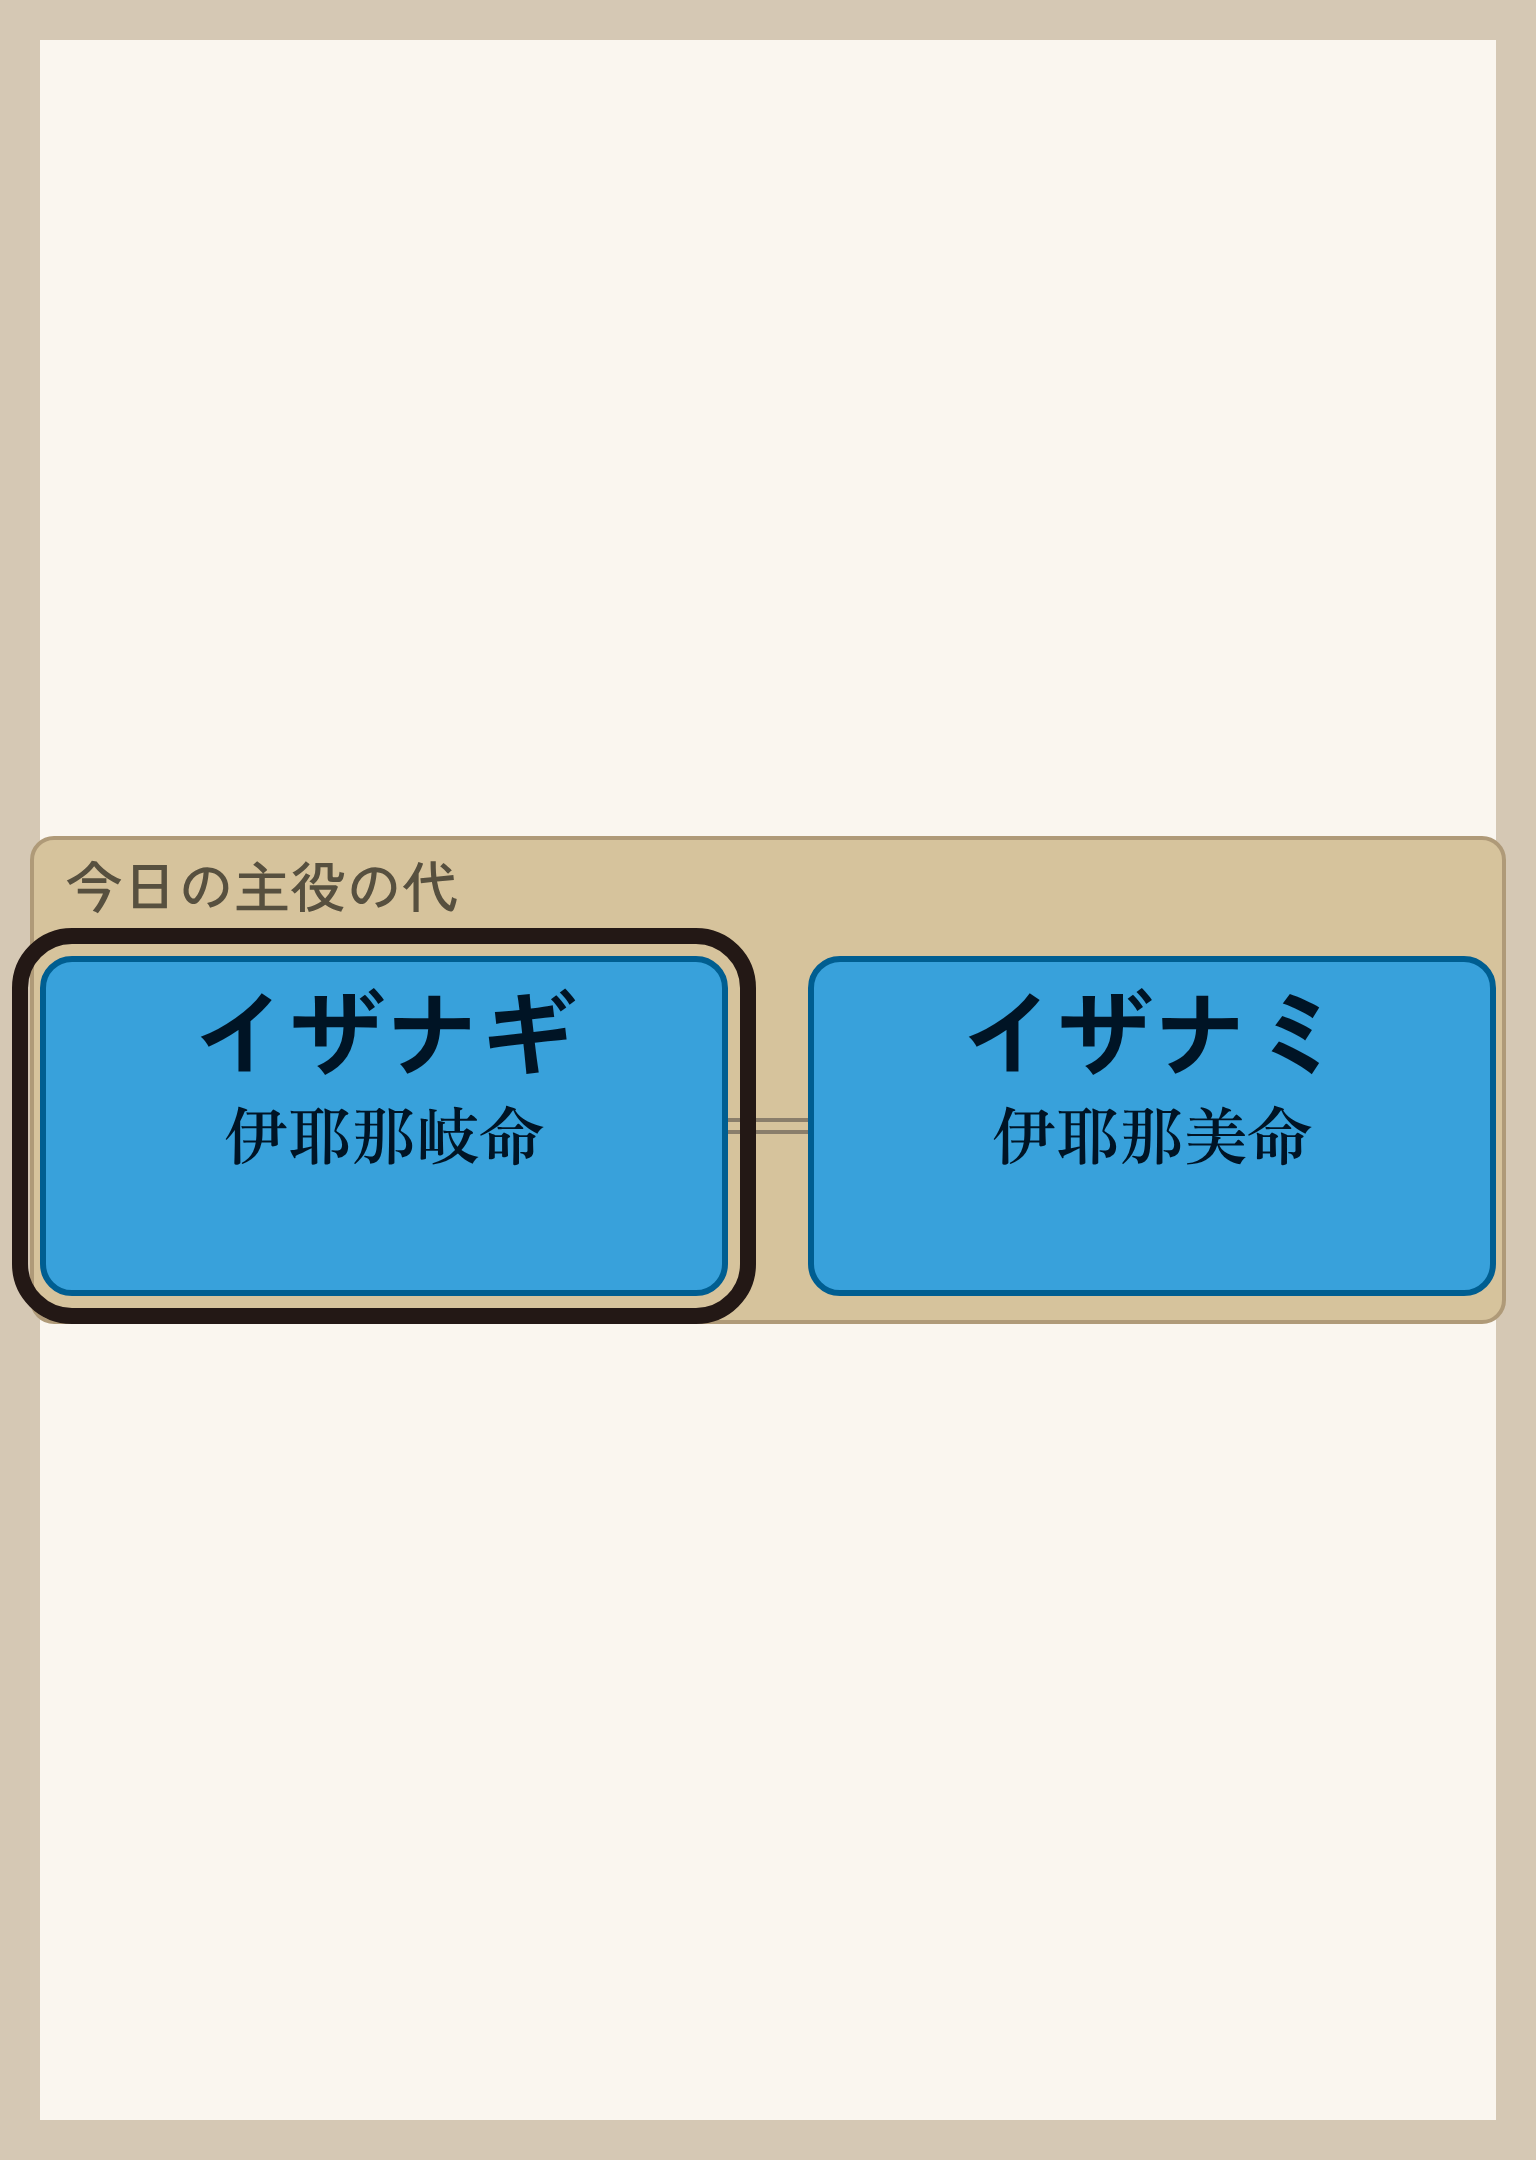 今日の主役の代
イザナギ
伊耶那岐命
イザナミ
伊耶那美命